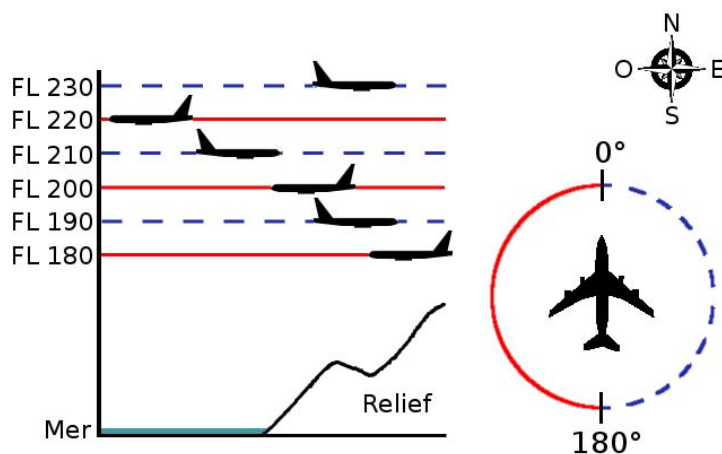 FL 230
FL 220
FL 210
FL 200
FL 190
FL 180
Mer
Relief
N
O E
S
0°
180°